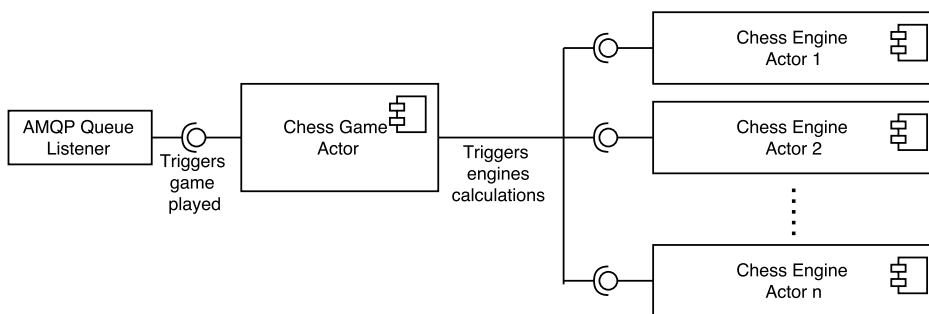 AMQP Queue
Listener
Triggers
game
played
Chess Game
Actor
Triggers
engines
calculations
Chess Engine
Actor 1
Chess Engine
Actor 2
Chess Engine
Actor n